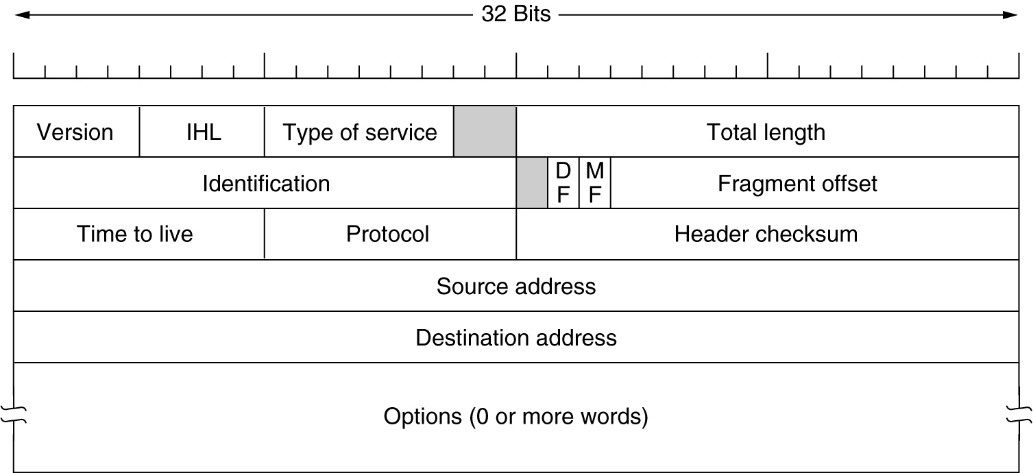 32 Bits
Version IHL Type of service Total length
Identification D F M F Fragment offset
Time to live Protocol Header checksum
Source address
Destination address
Options (0 or more words)